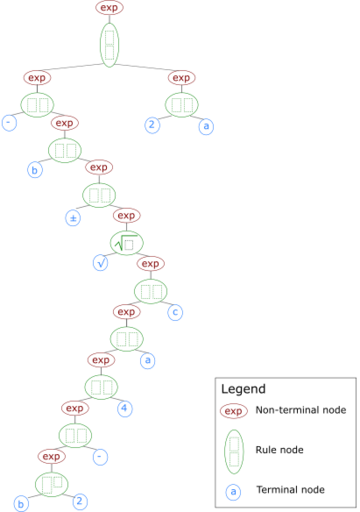 exp
exp exp
- exp 2 a
b exp
± exp
√
√ exp
exp c
exp a
exp 4
exp -
b 2
Legend
exp Non-terminal node
Rule node
a Terminal node